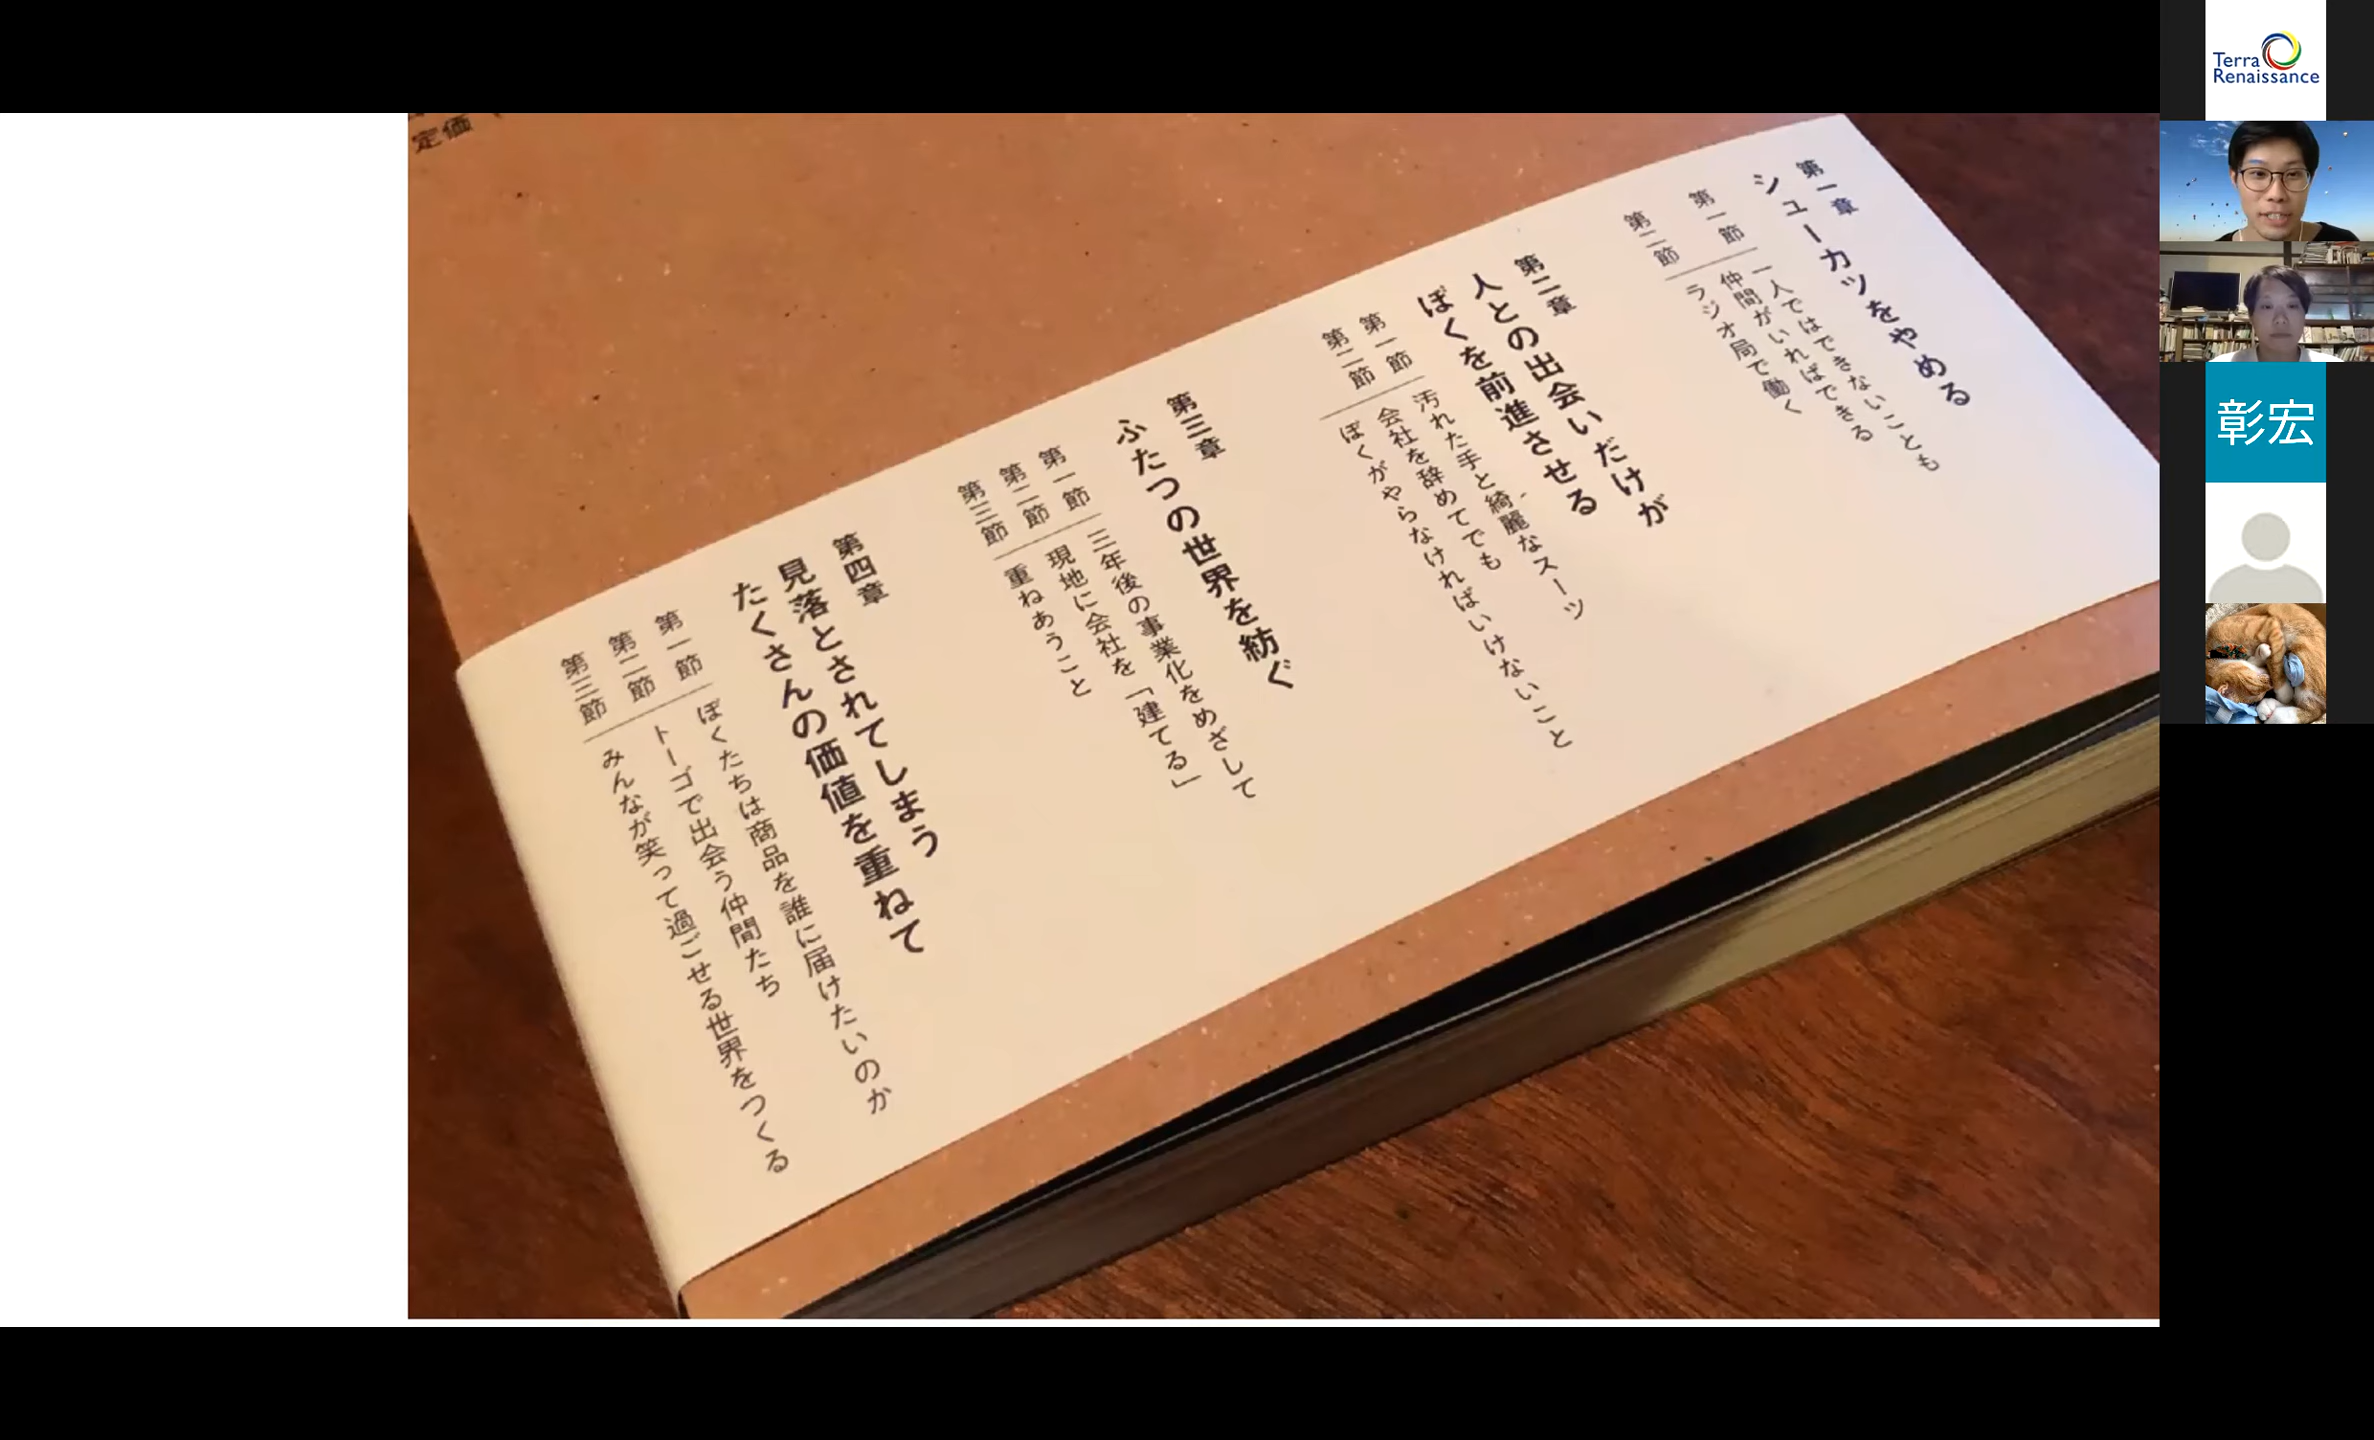 定価
第一章
シューカツをやめる
第一節 一人ではできないことも
仲間がいればできる
第二節 ラジオ局で働く
第二章
人との出会いだけが
ぼくを前進させる
第一節 汚れた手と綺麗なスーツ
会社を辞めてでも
第二節 ぼくがやらなければいけないこと
第三章
ふたつの世界を紡ぐ
第一節 三年後の事業化をめざして
第二節 現地に会社を「建てる」
第三節 重ねあうこと
第四章
見落とされてしまう
たくさんの価値を重ねて
第一節 ぼくたちは商品を誰に届けたいのか
第二節 トーゴで出会う仲間たち
第三節 みんなが笑って過ごせる世界をつくる
Terra
Renaissance
彰宏